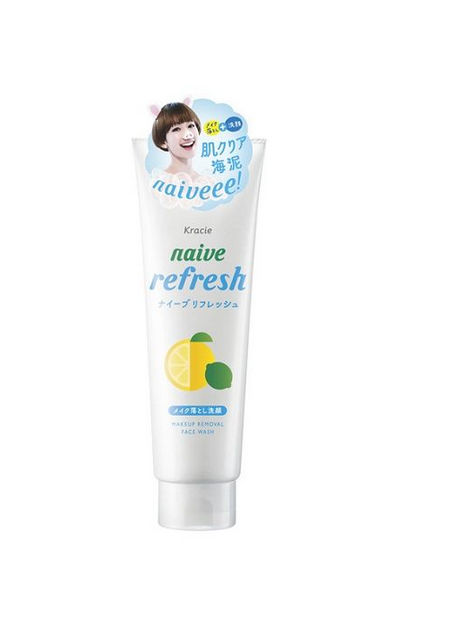 メイク
落とし + 洗顔
肌クリア
海泥
naiveee!
Kracie
naive
refresh
ナイーブ リフレッシュ
メイク落とし洗顔
MAKEUP REMOVAL
FACE WASH